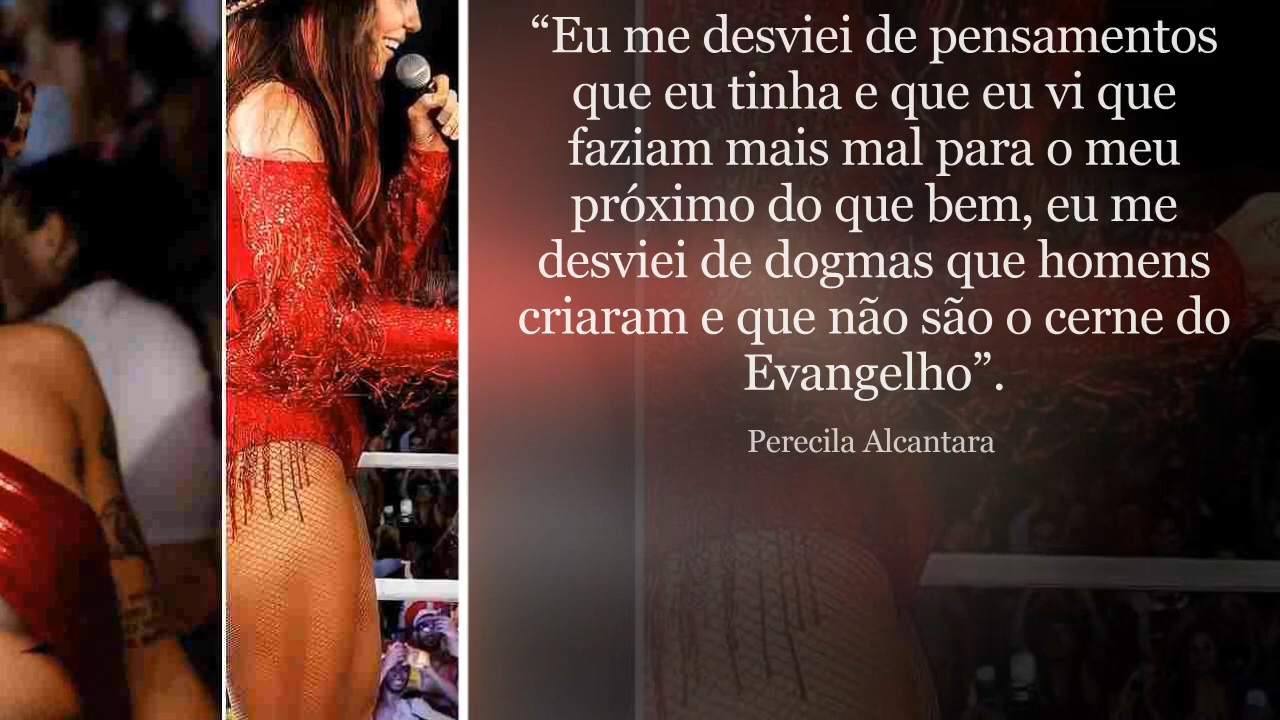 “Eu me desviei de pensamentos
que eu tinha e que eu vi que
faziam mais mal para o meu
próximo do que bem, eu me
desviei de dogmas que homens
criaram e que não são o cerne do
Evangelho”.
Perecila Alcantara